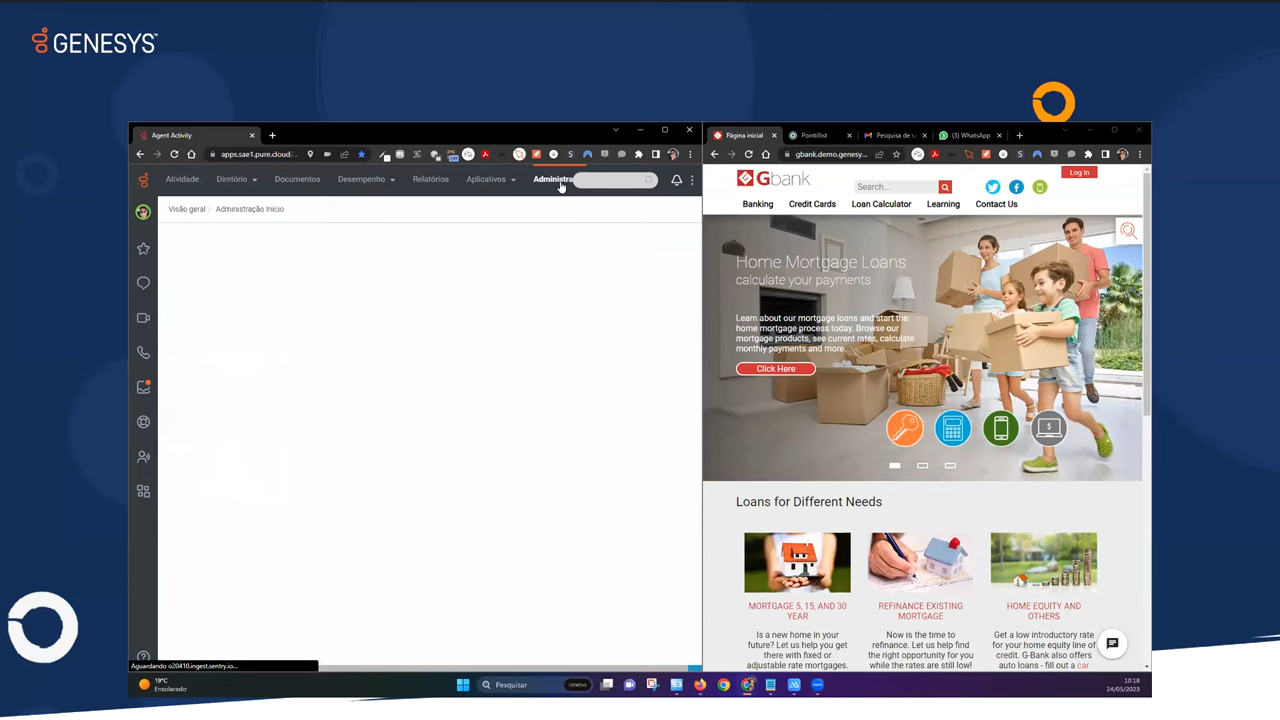 GENESYS
Agent Activity
apps.sae1.pure.cloud/
Atividade
Diretório
Documentos
Desempenho
Relatórios
Aplicativos
Administra
Visão geral / Administração Início
Aguardando o20410.ingest.sentry.io...
Página inicial
Pointillist
Pesquisa de sa
(3) WhatsApp
gbank.demo.genesy...
Gbank
Search...
Log In
Banking
Credit Cards
Loan Calculator
Learning
Contact Us
Home Mortgage Loans
calculate your payments
Learn about our mortgage loans and start the
home mortgage process today. Browse our
mortgage products, see current rates, calculate
monthly payments and more.
Click Here
Loans for Different Needs
MORTGAGE 5, 15, AND 30
YEAR
Is a new home in your
future? Let us help you get
there with fixed or
adjustable rate mortgages.
REFINANCE EXISTING
MORTGAGE
Now is the time to
refinance. Let us help find
the right opportunity for you
while the rates are still low!
HOME EQUITY AND
OTHERS
Get a low introductory rate
for your home equity line of
credit. G-Bank also offers
auto loans - fill out a car
19°C
Ensolarado
Pesquisar
10:18
24/05/2023